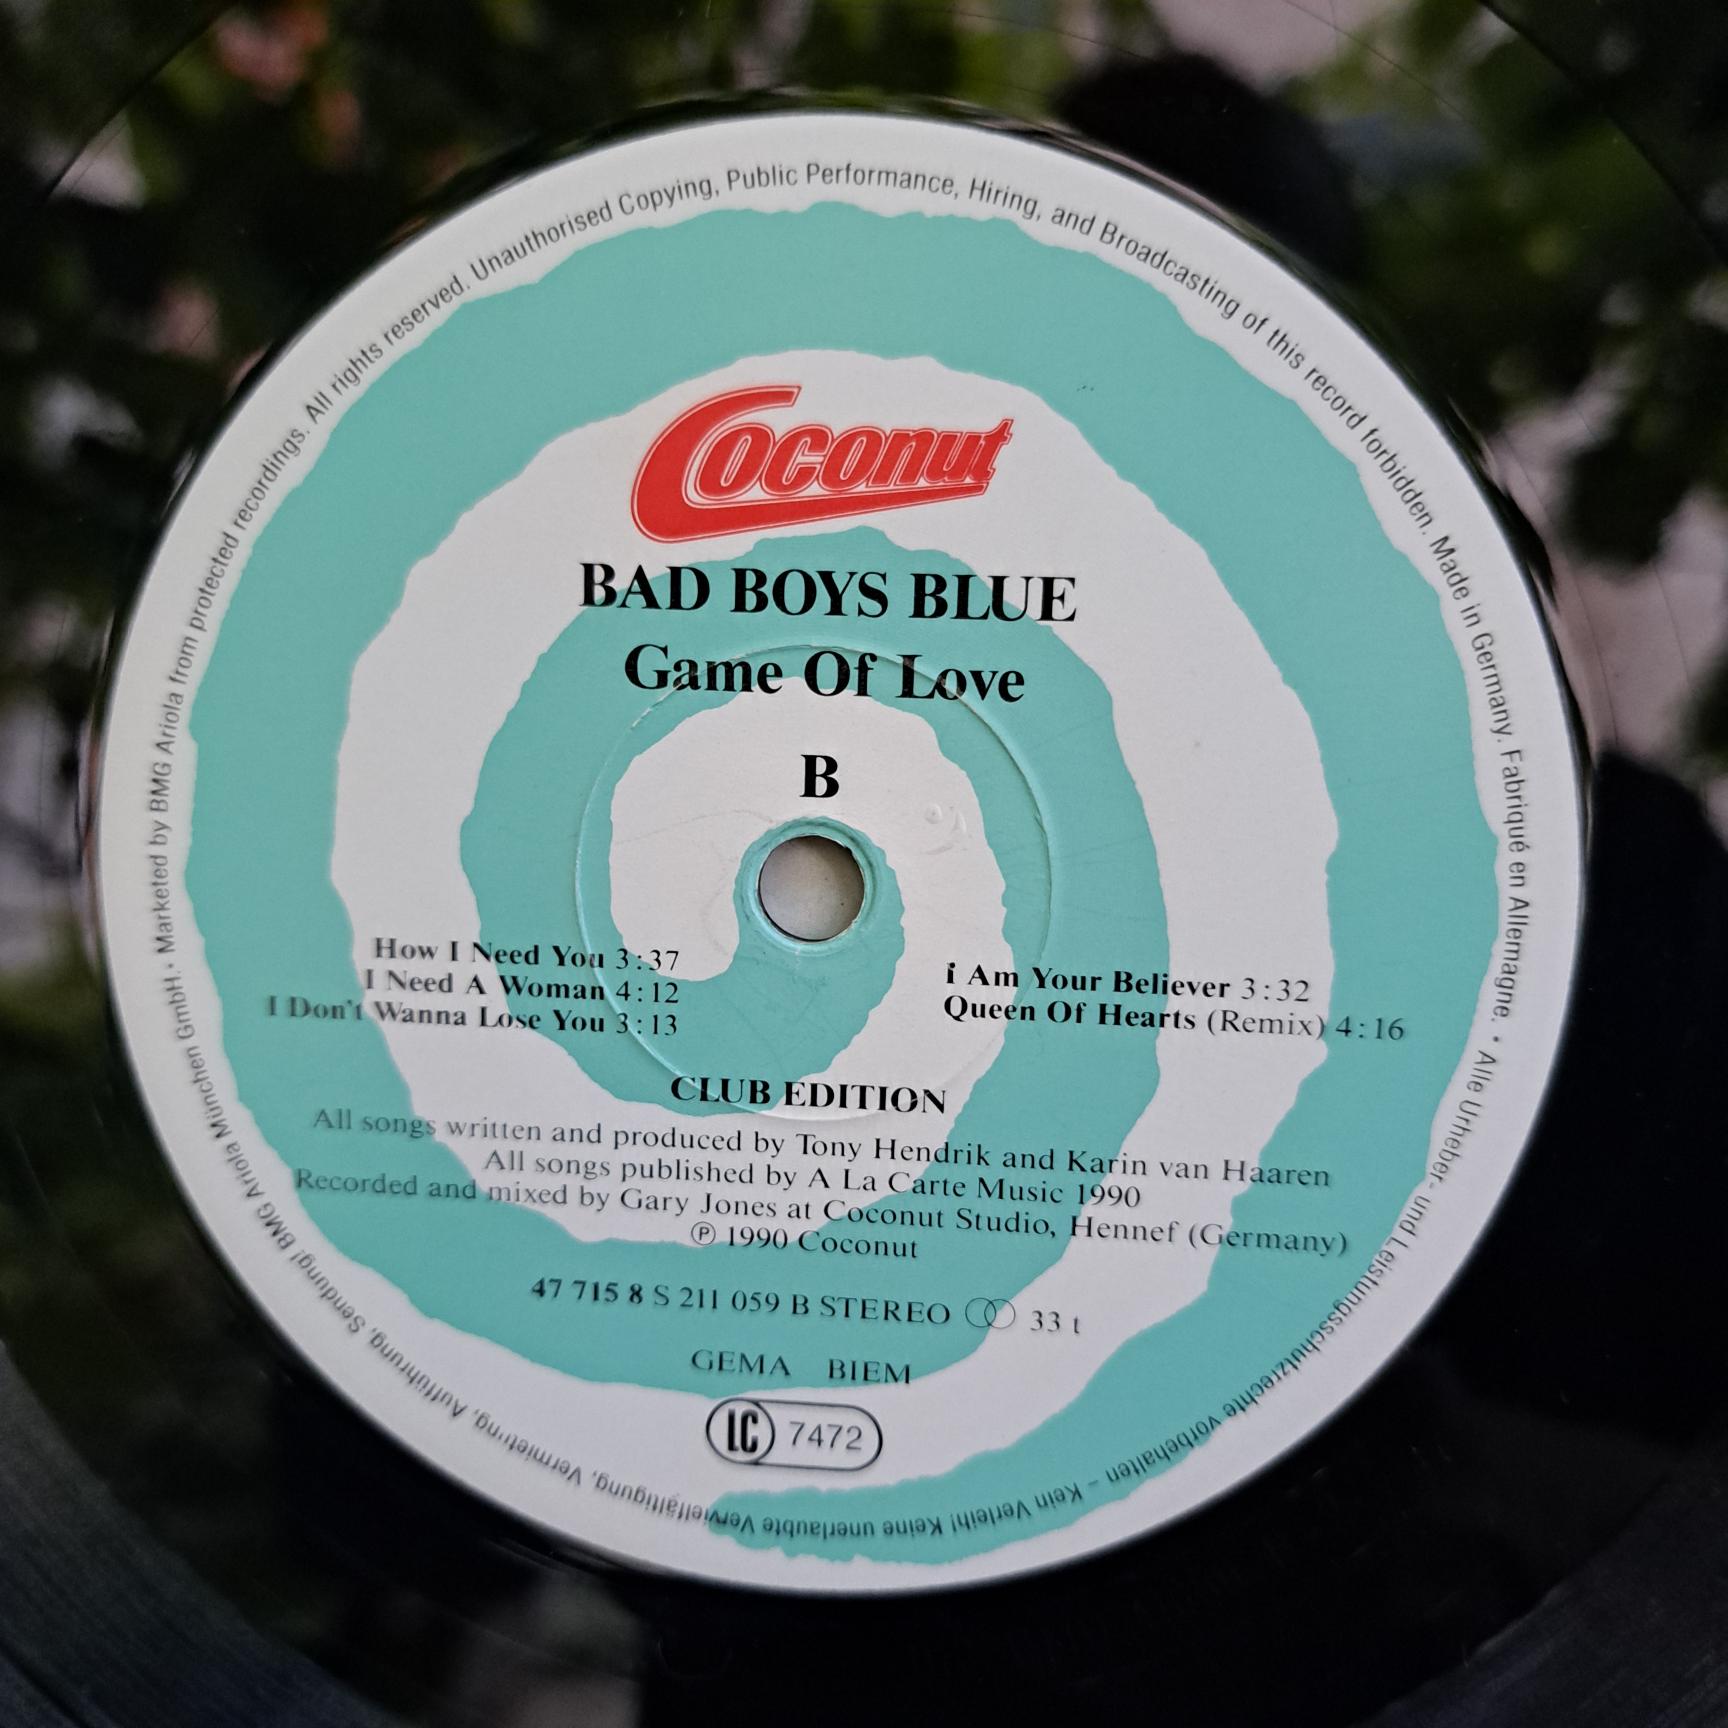 Marketed by BMG Ariola from protected recordings. All rights reserved. Unauthorised Copying, Public Performance, Hiring, and Broadcasting of this record forbidden. Made in Germany. Fabriqué en Allemagne. •
Coconut
BAD BOYS BLUE
Game Of Love
B
How I Need You 3:37
I Need A Woman 4:12
I Don't Wanna Lose You 3:13
i Am Your Believer 3:32
Queen Of Hearts (Remix) 4:16
CLUB EDITION
All songs written and produced by Tony Hendrik and Karin van Haaren
All songs published by A La Carte Music 1990
Recorded and mixed by Gary Jones at Coconut Studio, Hennef (Germany)
℗ 1990 Coconut
47 715 8 S 211 059 B STEREO 33 t
GEMA BIEM
LC 7472
Alle Urheber- und Leistungsschutzrechte vorbehalten – Kein Verleih! Keine unerlaubte Vervielfältigung, Vermietung, Aufführung, Sendung! BMG Ariola München GmbH. •